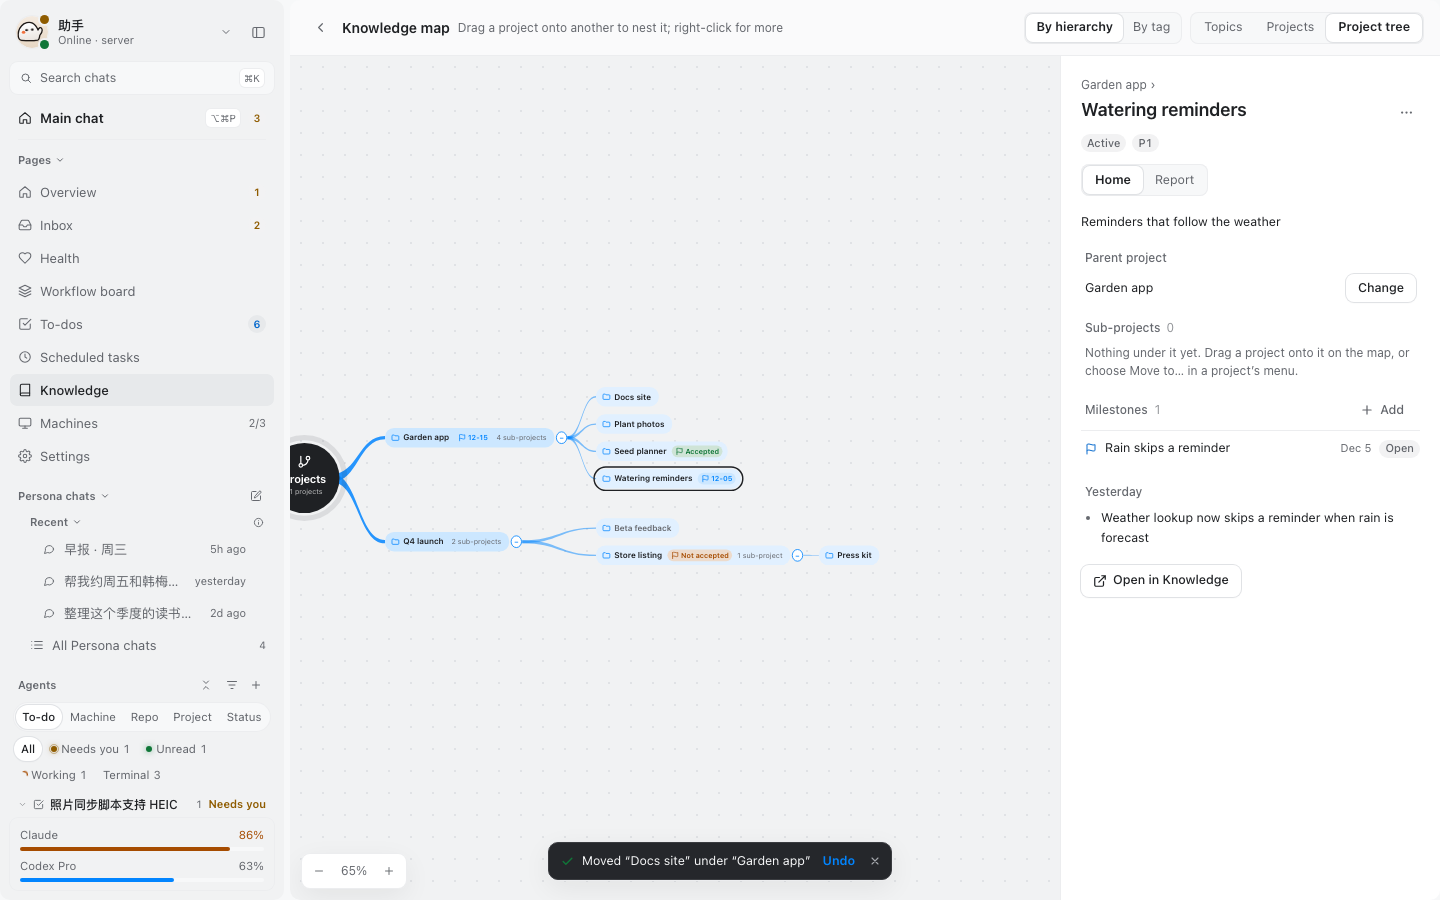 助手
Online · server
Search chats
⌘K
Main chat
⌥⌘P
3
Pages
Overview
1
Inbox
2
Health
Workflow board
To-dos
6
Scheduled tasks
Knowledge
Machines
2/3
Settings
Persona chats
Recent
早报 · 周三
5h ago
帮我约周五和韩梅...
yesterday
整理这个季度的读书...
2d ago
All Persona chats
4
Agents
To-do
Machine
Repo
Project
Status
All
Needs you 1
Unread 1
Working 1
Terminal 3
照片同步脚本支持 HEIC
1
Needs you
Claude
86%
Codex Pro
63%
Knowledge map
Drag a project onto another to nest it; right-click for more
By hierarchy
By tag
Topics
Projects
Project tree
rojects
projects
Garden app
12-15
4 sub-projects
Docs site
Plant photos
Seed planner
Accepted
Watering reminders
12-05
Q4 launch
2 sub-projects
Beta feedback
Store listing
Not accepted
1 sub-project
Press kit
65%
Moved “Docs site” under “Garden app”
Undo
Garden app ›
Watering reminders
Active
P1
Home
Report
Reminders that follow the weather
Parent project
Garden app
Change
Sub-projects 0
Nothing under it yet. Drag a project onto it on the map, or
choose Move to... in a project's menu.
Milestones 1
Add
Rain skips a reminder
Dec 5
Open
Yesterday
Weather lookup now skips a reminder when rain is
forecast
Open in Knowledge